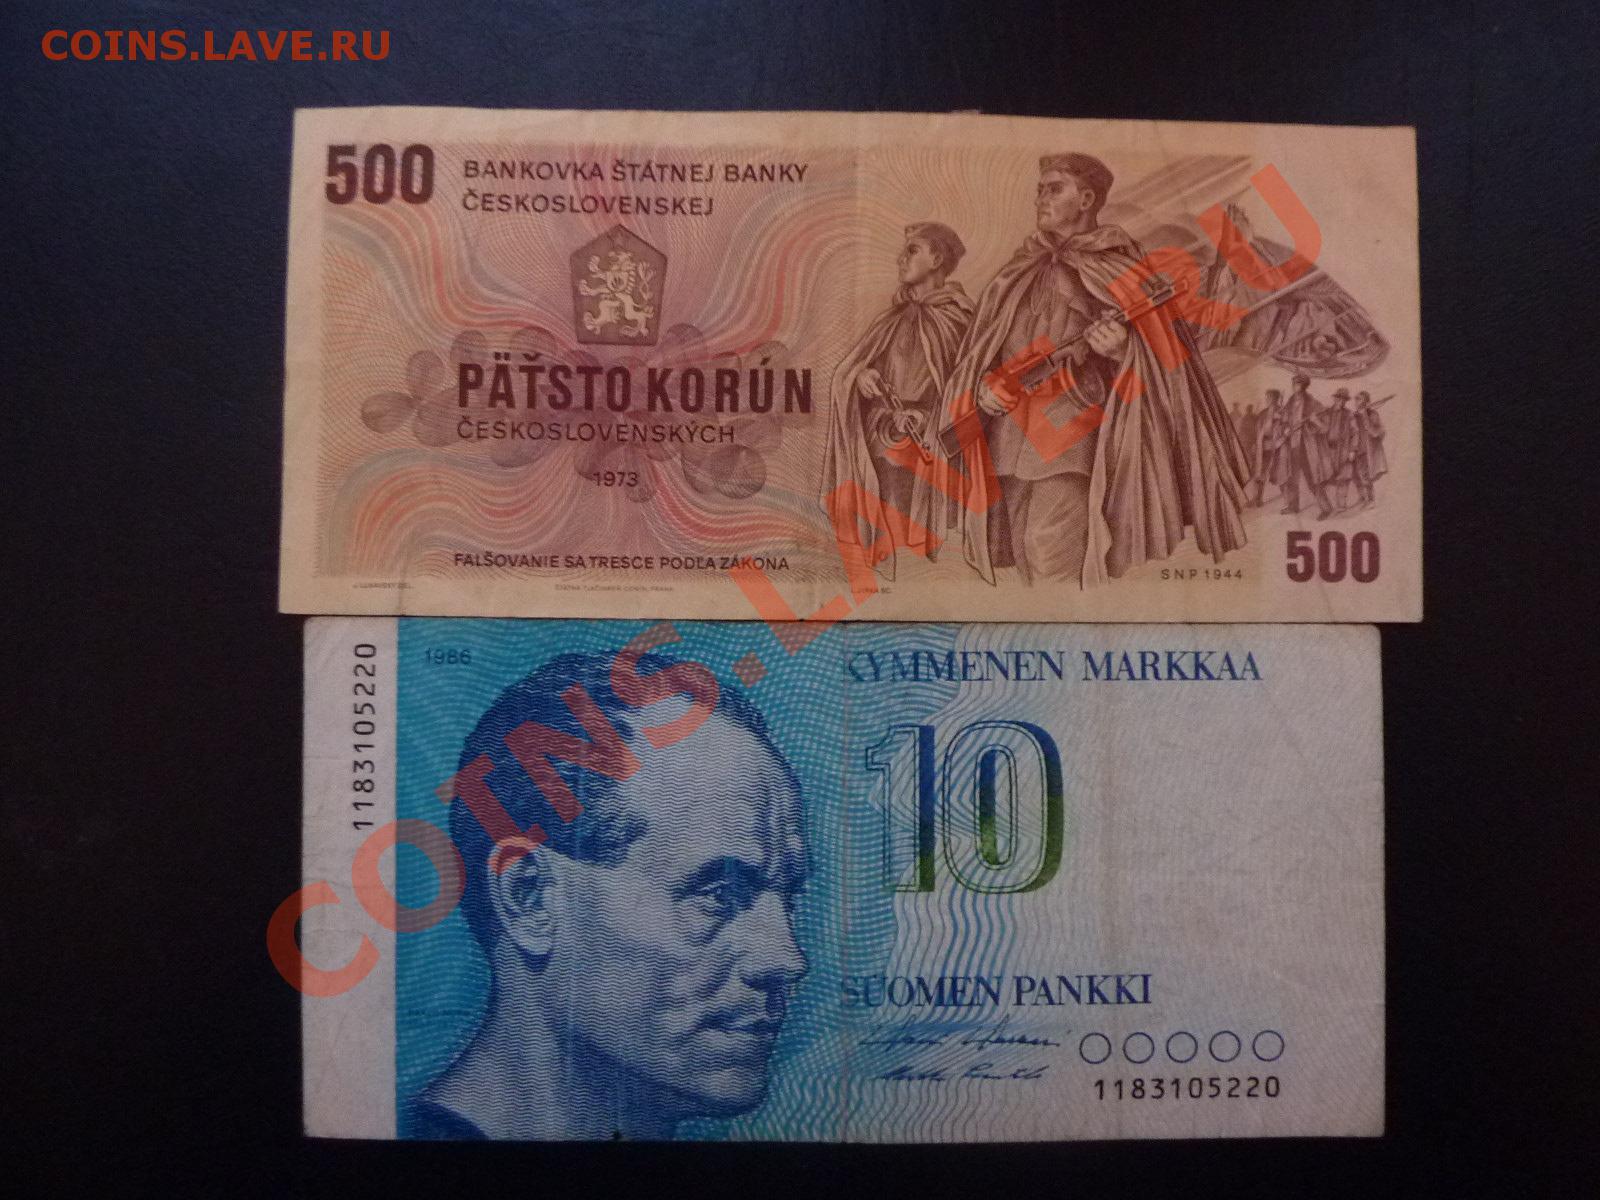 COINS.LAVE.RU
500
BANKOVKA ŠTÁTNEJ BANKY
ČESKOSLOVENSKEJ
PÄŤSTO KORÚN
ČESKOSLOVENSKÝCH
1973
FALŠOVANIE SA TRESCE PODĽA ZÁKONA
SNP 1944
500
COINS.LAVE.RU
1183105220
1986
KYMMENEN MARKKAA
10
SUOMEN PANKKI
1183105220